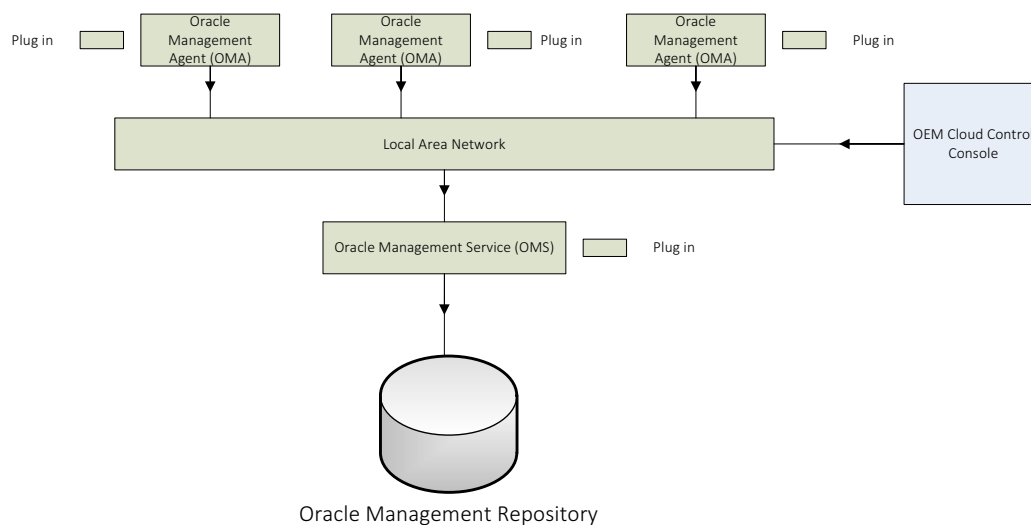 Plug in
Oracle
Management
Agent (OMA)
Oracle
Management
Agent (OMA)
Plug in
Oracle
Management
Agent (OMA)
Plug in
Local Area Network
OEM Cloud Control
Console
Oracle Management Service (OMS)
Plug in
Oracle Management Repository